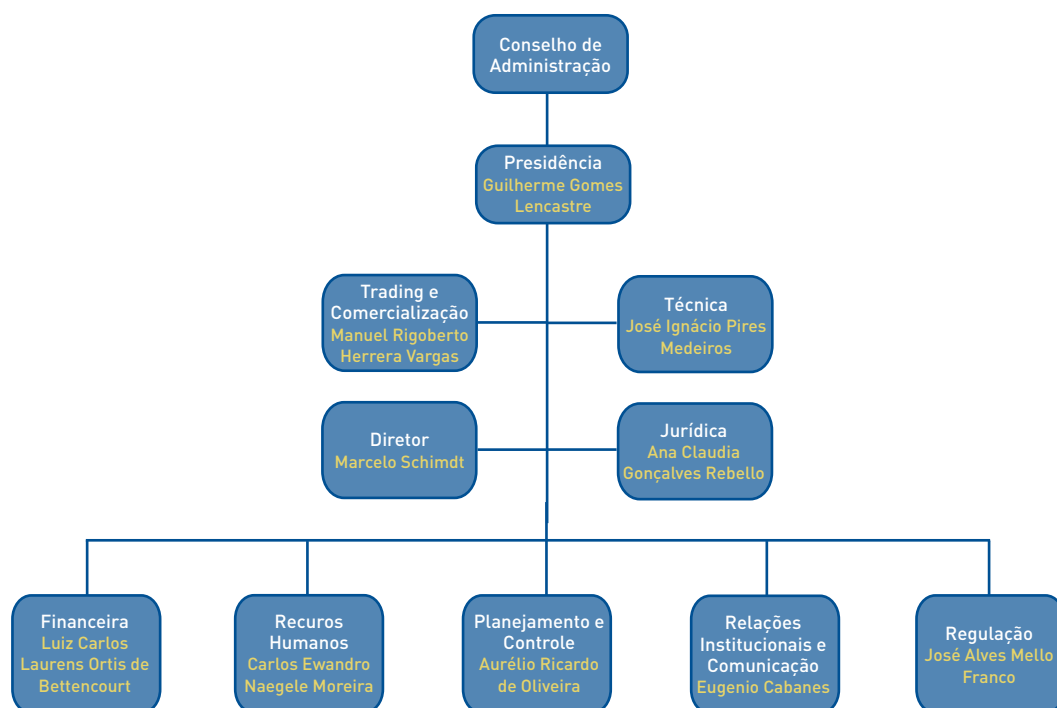 Conselho de
Administração
Presidência
Guilherme Gomes
Lencastre
Trading e
Comercialização
Manuel Rigoberto
Herrera Vargas
Técnica
José Ignácio Pires
Medeiros
Diretor
Marcelo Schimdt
Jurídica
Ana Claudia
Gonçalves Rebello
Financeira
Luiz Carlos
Laurens Ortis de
Bettencourt
Recuros
Humanos
Carlos Ewandro
Naegele Moreira
Planejamento e
Controle
Aurélio Ricardo
de Oliveira
Relações
Institucionais e
Comunicação
Eugenio Cabanes
Regulação
José Alves Mello
Franco